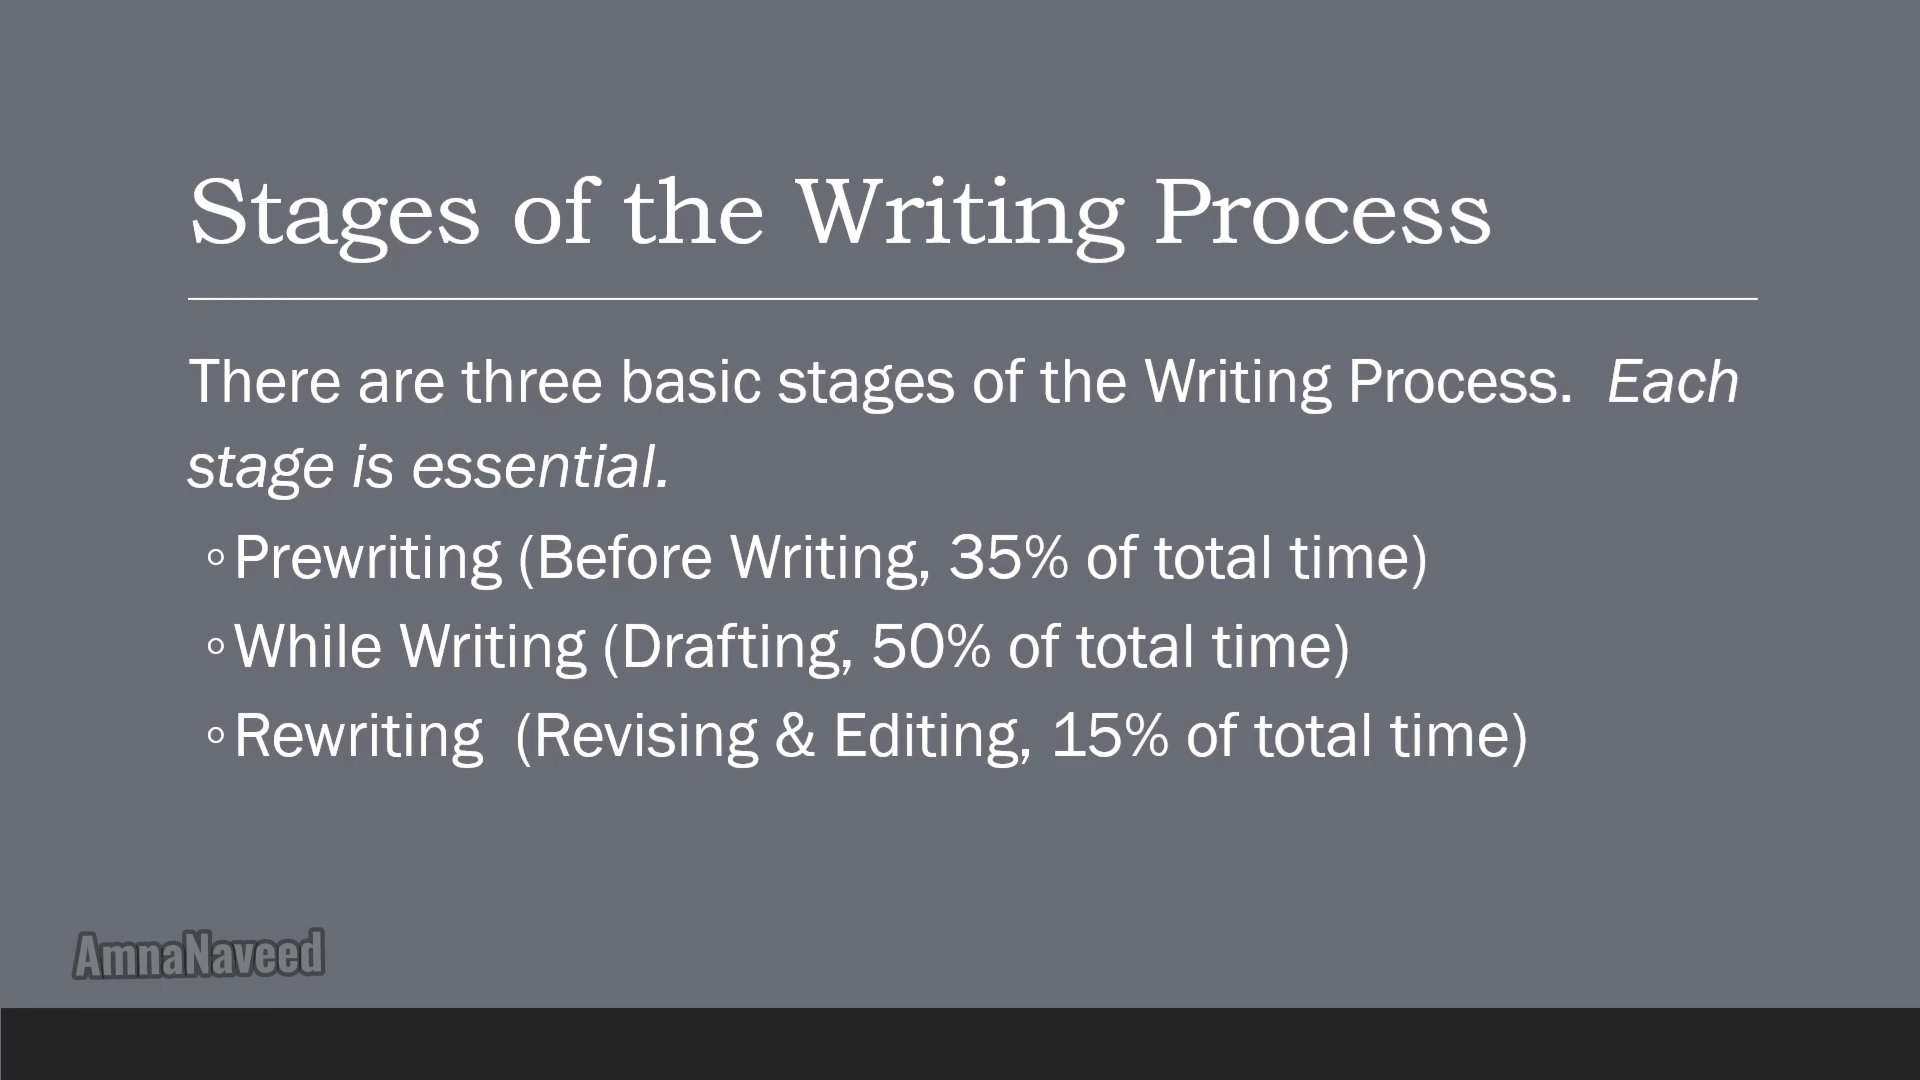 Stages of the Writing Process
There are three basic stages of the Writing Process.  Each
stage is essential.
◦Prewriting (Before Writing, 35% of total time)
◦While Writing (Drafting, 50% of total time)
◦Rewriting  (Revising & Editing, 15% of total time)
AmnaNaveed